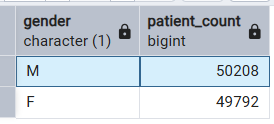 gender patient_count
character (1) bigint
M 50208
F 49792